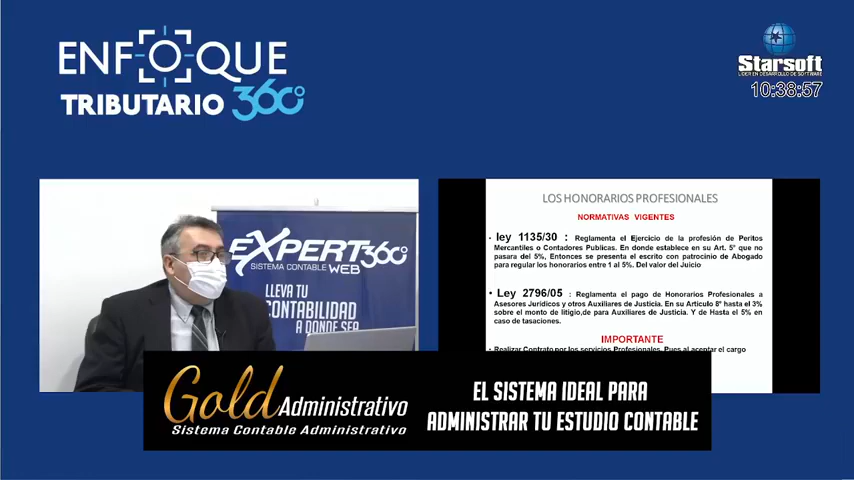 ENFOQUE
TRIBUTARIO 360°
Starsoft
LIDER EN DESARROLLO DE SOFTWARE
10:38:57
EXPERT360°
SISTEMA CONTABLE WEB
LLEVA TU
CONTABILIDAD
A DONDE SEA
LOS HONORARIOS PROFESIONALES
NORMATIVAS VIGENTES
• ley 1135/30 : Reglamenta el Ejercicio de la profesión de Peritos
Mercantiles o Contadores Publicas. En donde establece en su Art. 5° que no
pasara del 5%, Entonces se presenta el escrito con patrocinio de Abogado
para regular los honorarios entre 1 al 5%. Del valor del Juicio
• Ley 2796/05 : Reglamenta el pago de Honorarios Profesionales a
Asesores Jurídicos y otros Auxiliares de Justicia. En su Articulo 8° hasta el 3%
sobre el monto de litigio,de para Auxiliares de Justicia. Y de Hasta el 5% en
caso de tasaciones.
IMPORTANTE
• Realizar Contrato por los servicios Profesionales. Pues al aceptar el cargo
Gold Administrativo
Sistema Contable Administrativo
EL SISTEMA IDEAL PARA
ADMINISTRAR TU ESTUDIO CONTABLE